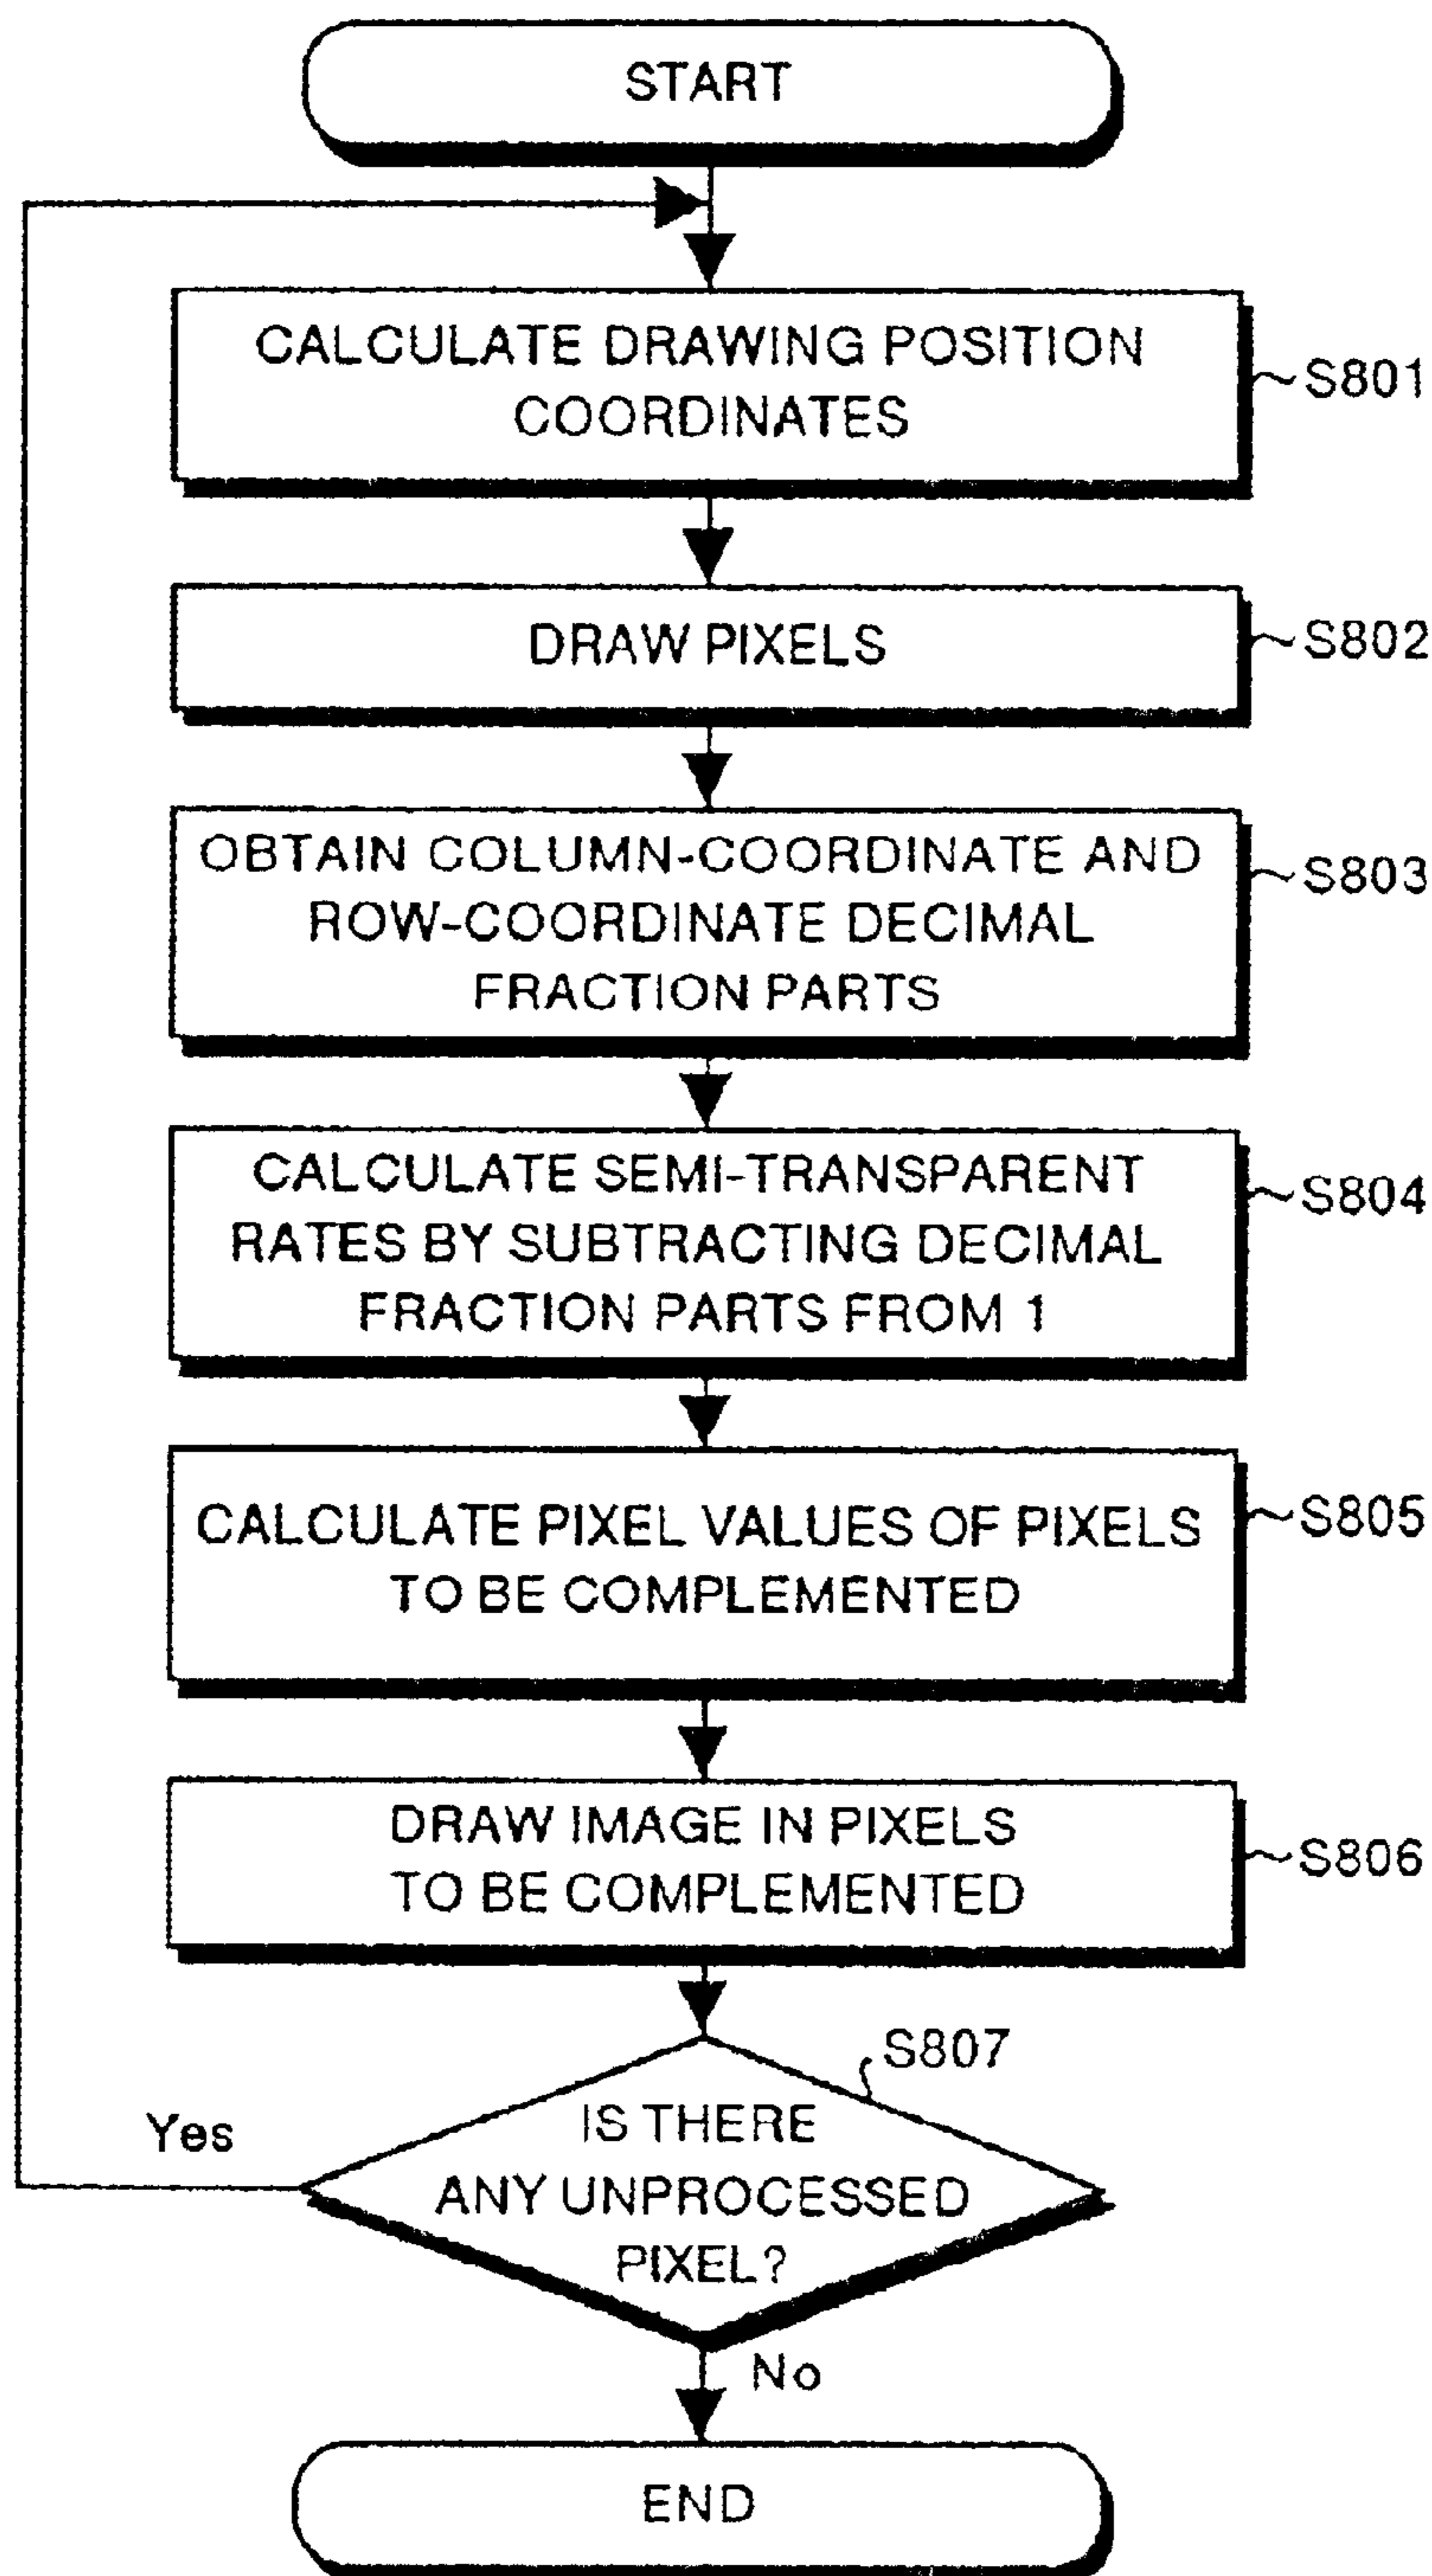 START
CALCULATE DRAWING POSITION
COORDINATES
S801
DRAW PIXELS
S802
OBTAIN COLUMN-COORDINATE AND
ROW-COORDINATE DECIMAL
FRACTION PARTS
S803
CALCULATE SEMI-TRANSPARENT
RATES BY SUBTRACTING DECIMAL
FRACTION PARTS FROM 1
S804
CALCULATE PIXEL VALUES OF PIXELS
TO BE COMPLEMENTED
S805
DRAW IMAGE IN PIXELS
TO BE COMPLEMENTED
S806
S807
IS THERE
ANY UNPROCESSED
PIXEL?
Yes
No
END